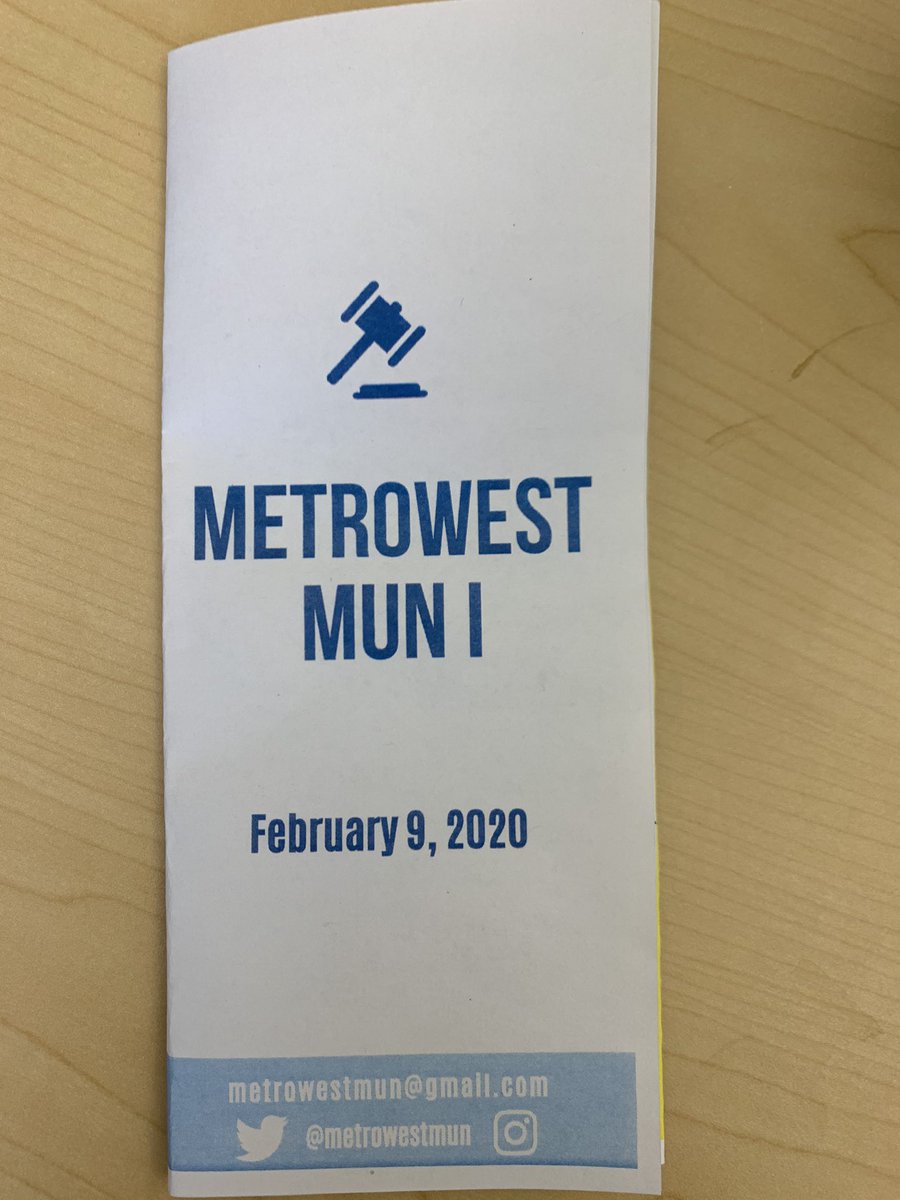 METROWEST
MUN I
February 9, 2020
metrowestmun@gmail.com
@metrowestmun